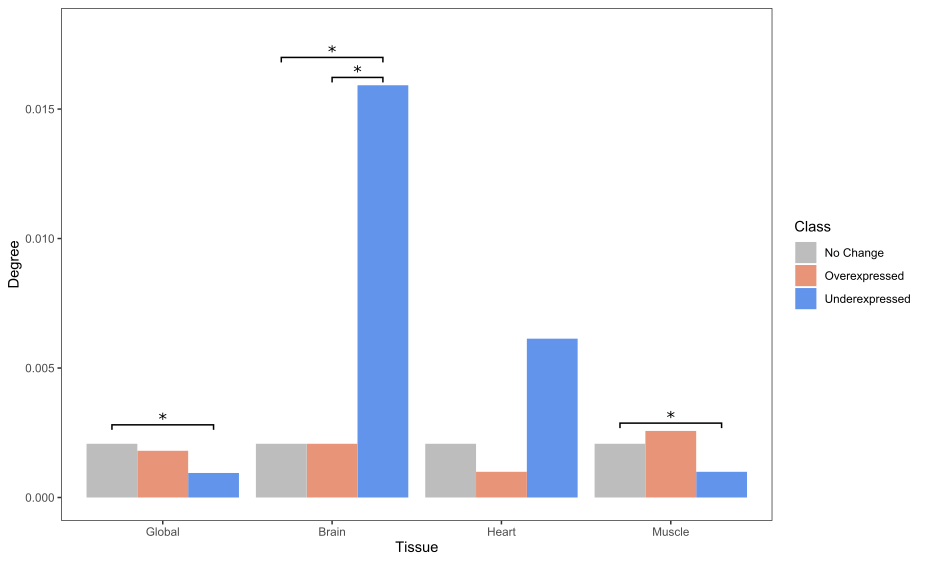 *
*
0.015
0.010
Degree
Class
No Change
Overexpressed
Underexpressed
0.005
*
*
0.000
Global Brain Heart Muscle
Tissue